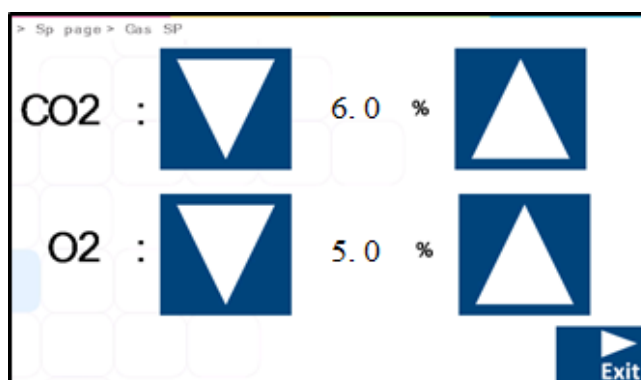 > Sp page > Gas SP
CO2 : 6.0 %
O2 : 5.0 %
Exit